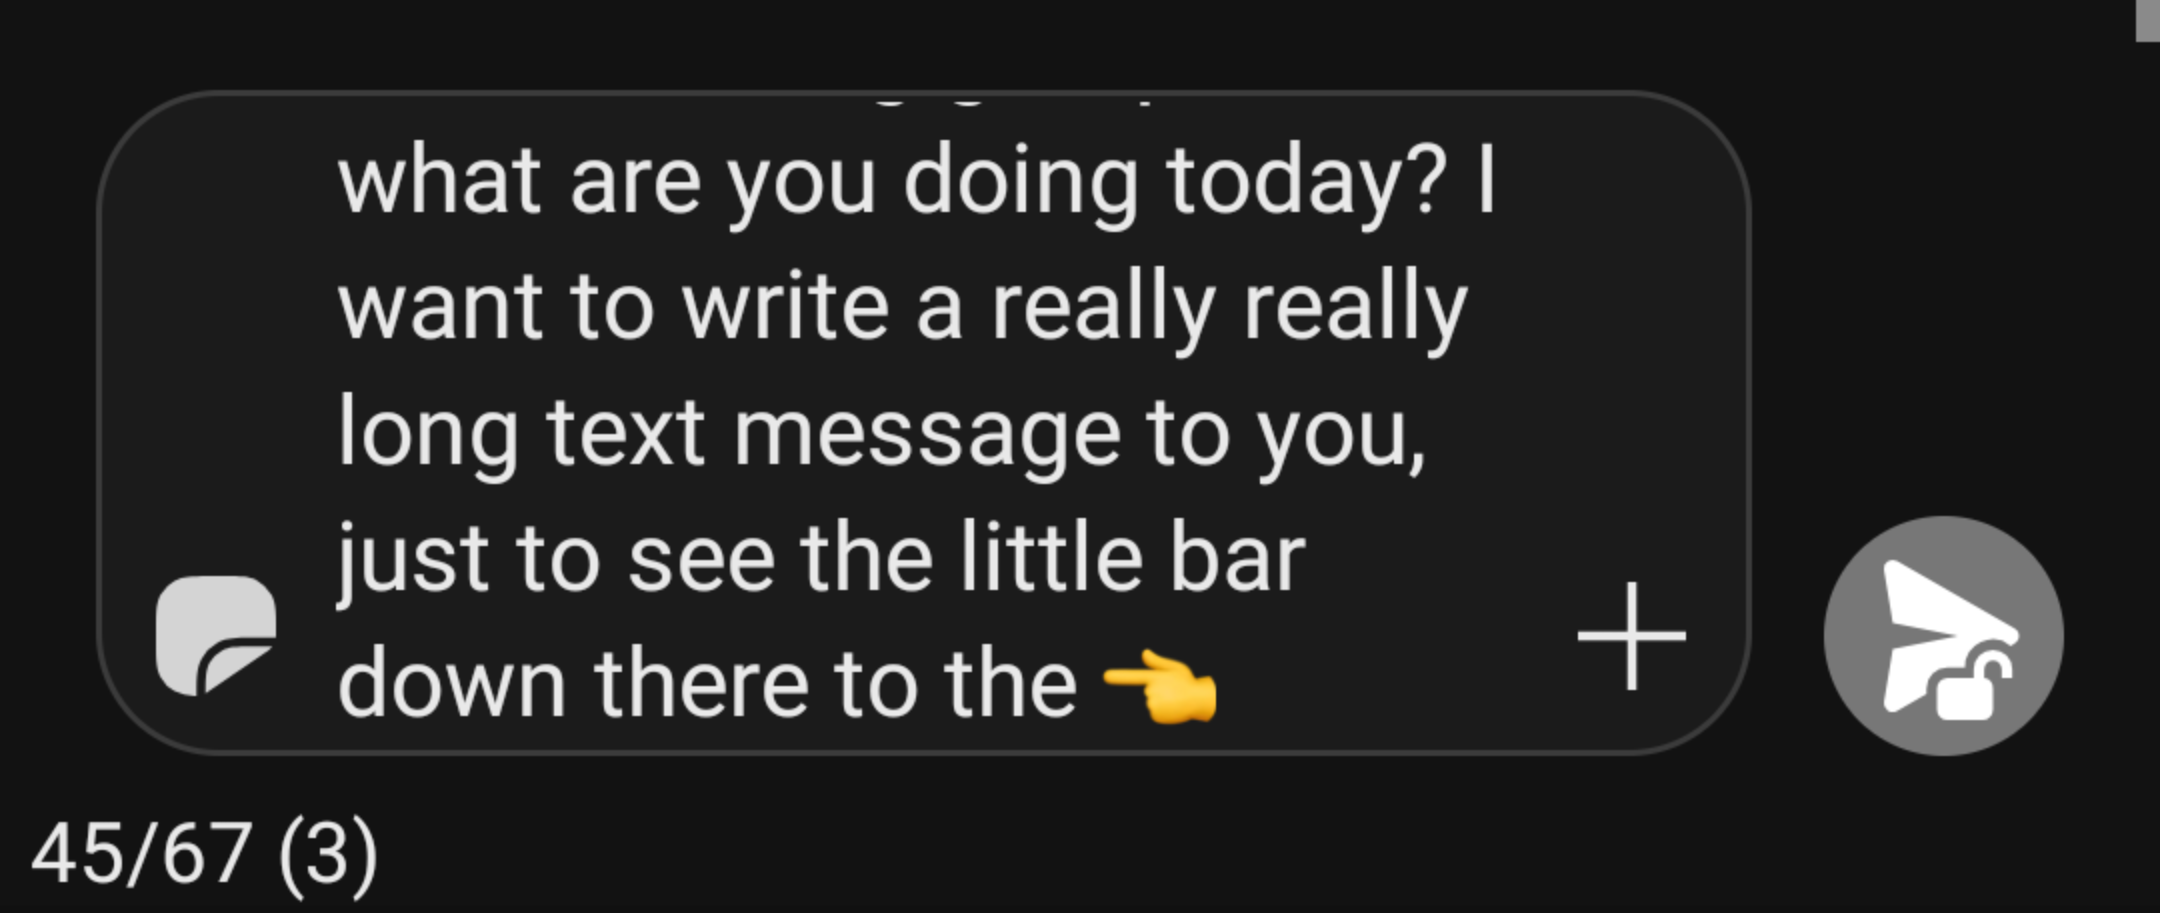 what are you doing today? I
want to write a really really
long text message to you,
just to see the little bar
down there to the 👈
45/67 (3)